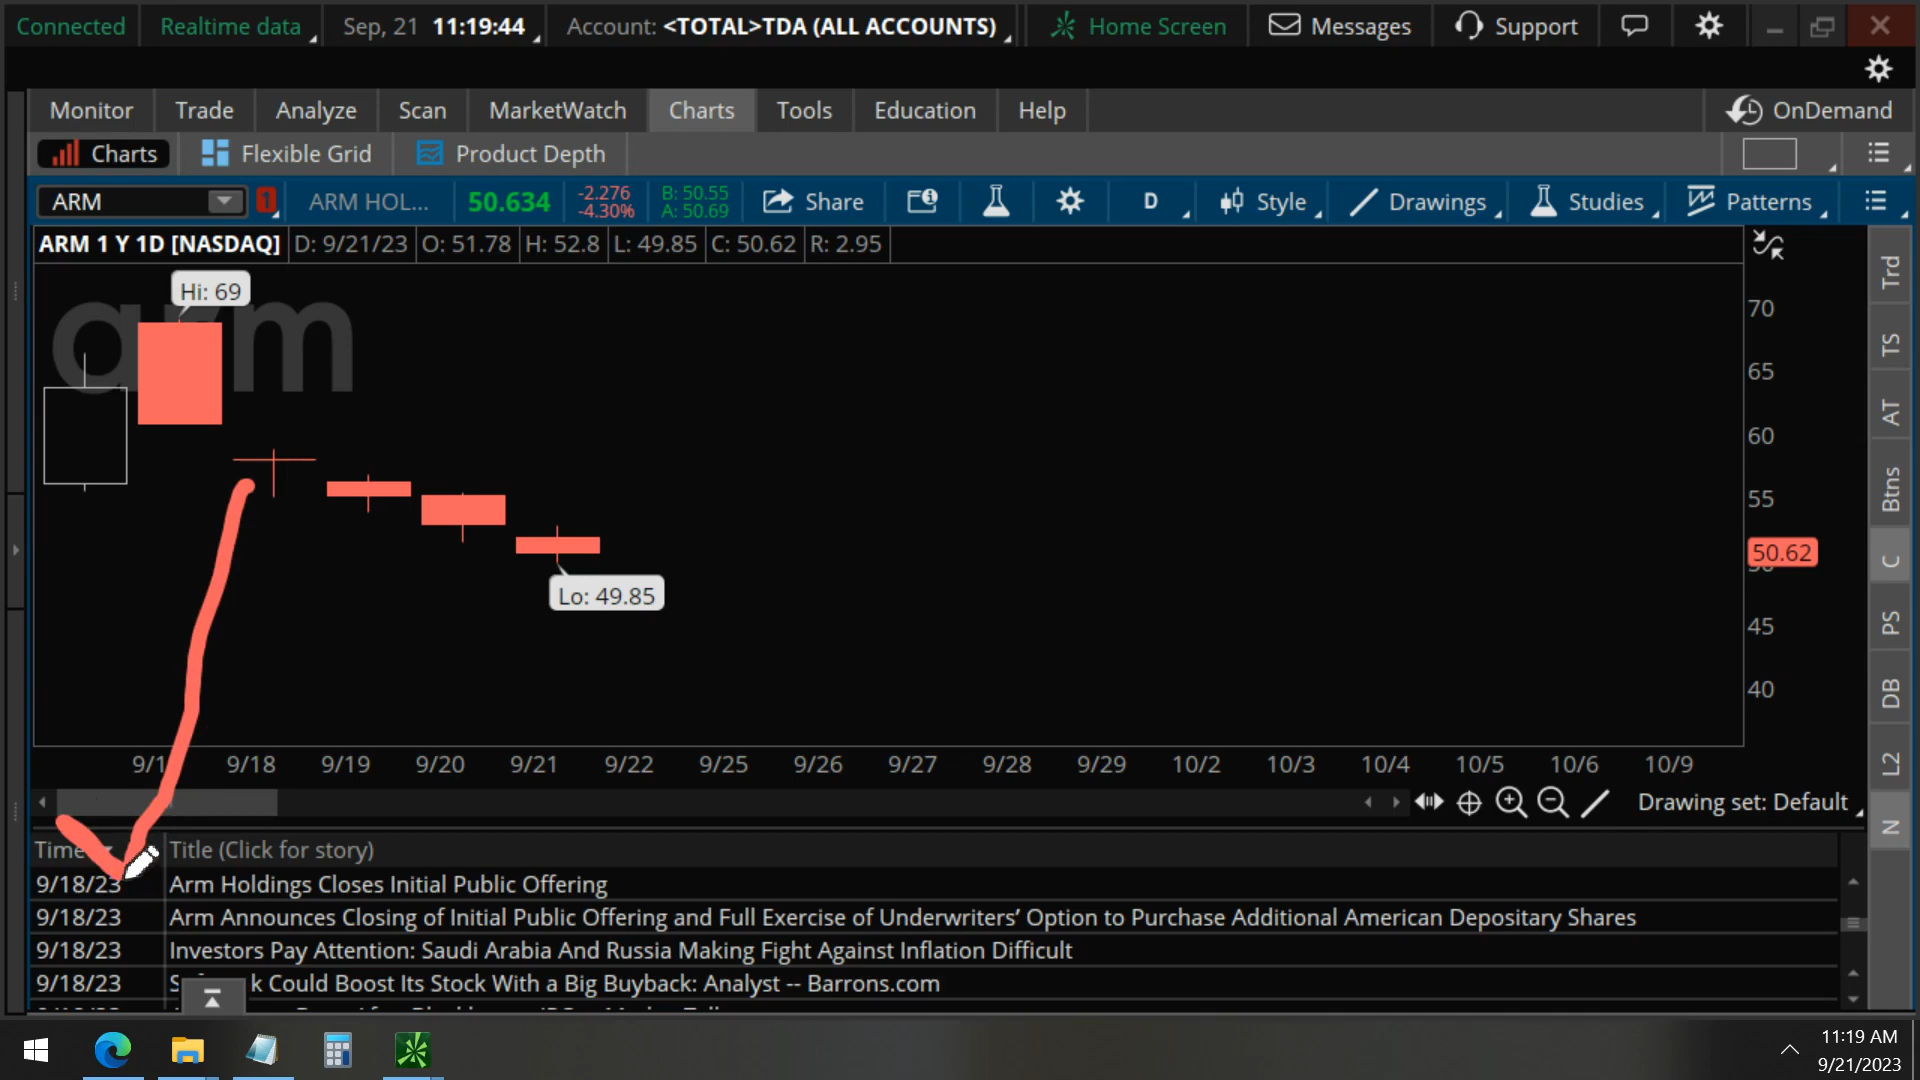 Connected Realtime data Sep, 21 11:19:44 Account: <TOTAL>TDA (ALL ACCOUNTS) Home Screen Messages Support
Monitor Trade Analyze Scan MarketWatch Charts Tools Education Help OnDemand
Charts Flexible Grid Product Depth
ARM 1 ARM HOL... 50.634 -2.276 B: 50.55 Share D Style Drawings Studies Patterns
-4.30% A: 50.69
ARM 1 Y 1D [NASDAQ] D: 9/21/23 O: 51.78 H: 52.8 L: 49.85 C: 50.62 R: 2.95
Hi: 69
arm
70
65
60
55
50.62
45
40
Lo: 49.85
Trd
TS
AT
Btns
C
PS
DB
L2
N
9/1 9/18 9/19 9/20 9/21 9/22 9/25 9/26 9/27 9/28 9/29 10/2 10/3 10/4 10/5 10/6 10/9
Drawing set: Default
Time Title (Click for story)
9/18/23 Arm Holdings Closes Initial Public Offering
9/18/23 Arm Announces Closing of Initial Public Offering and Full Exercise of Underwriters’ Option to Purchase Additional American Depositary Shares
9/18/23 Investors Pay Attention: Saudi Arabia And Russia Making Fight Against Inflation Difficult
9/18/23 Could Boost Its Stock With a Big Buyback: Analyst -- Barrons.com
11:19 AM
9/21/2023